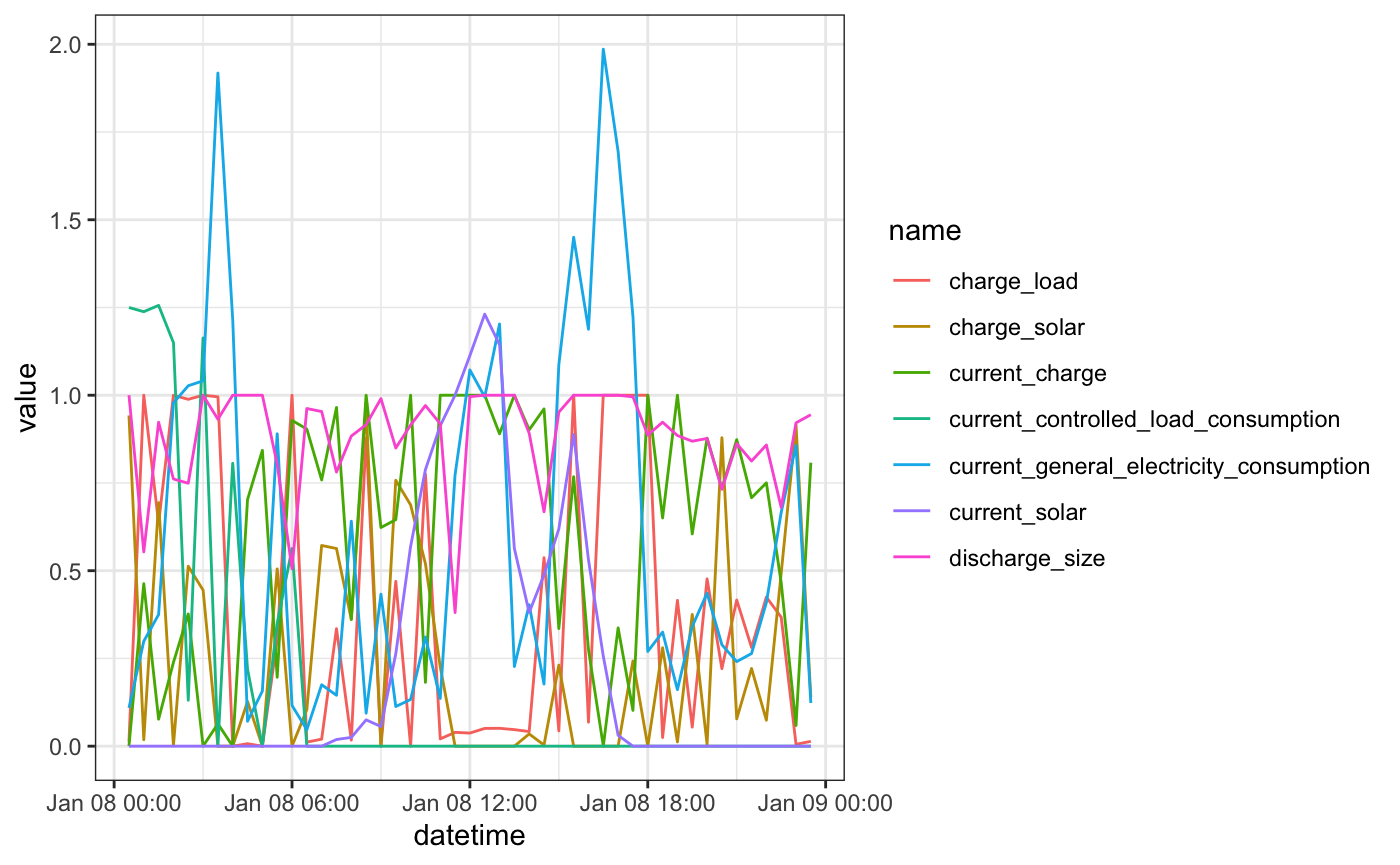 2.0
1.5
1.0
0.5
0.0
value
Jan 08 00:00 Jan 08 06:00 Jan 08 12:00 Jan 08 18:00 Jan 09 00:00
datetime
name
charge_load
charge_solar
current_charge
current_controlled_load_consumption
current_general_electricity_consumption
current_solar
discharge_size